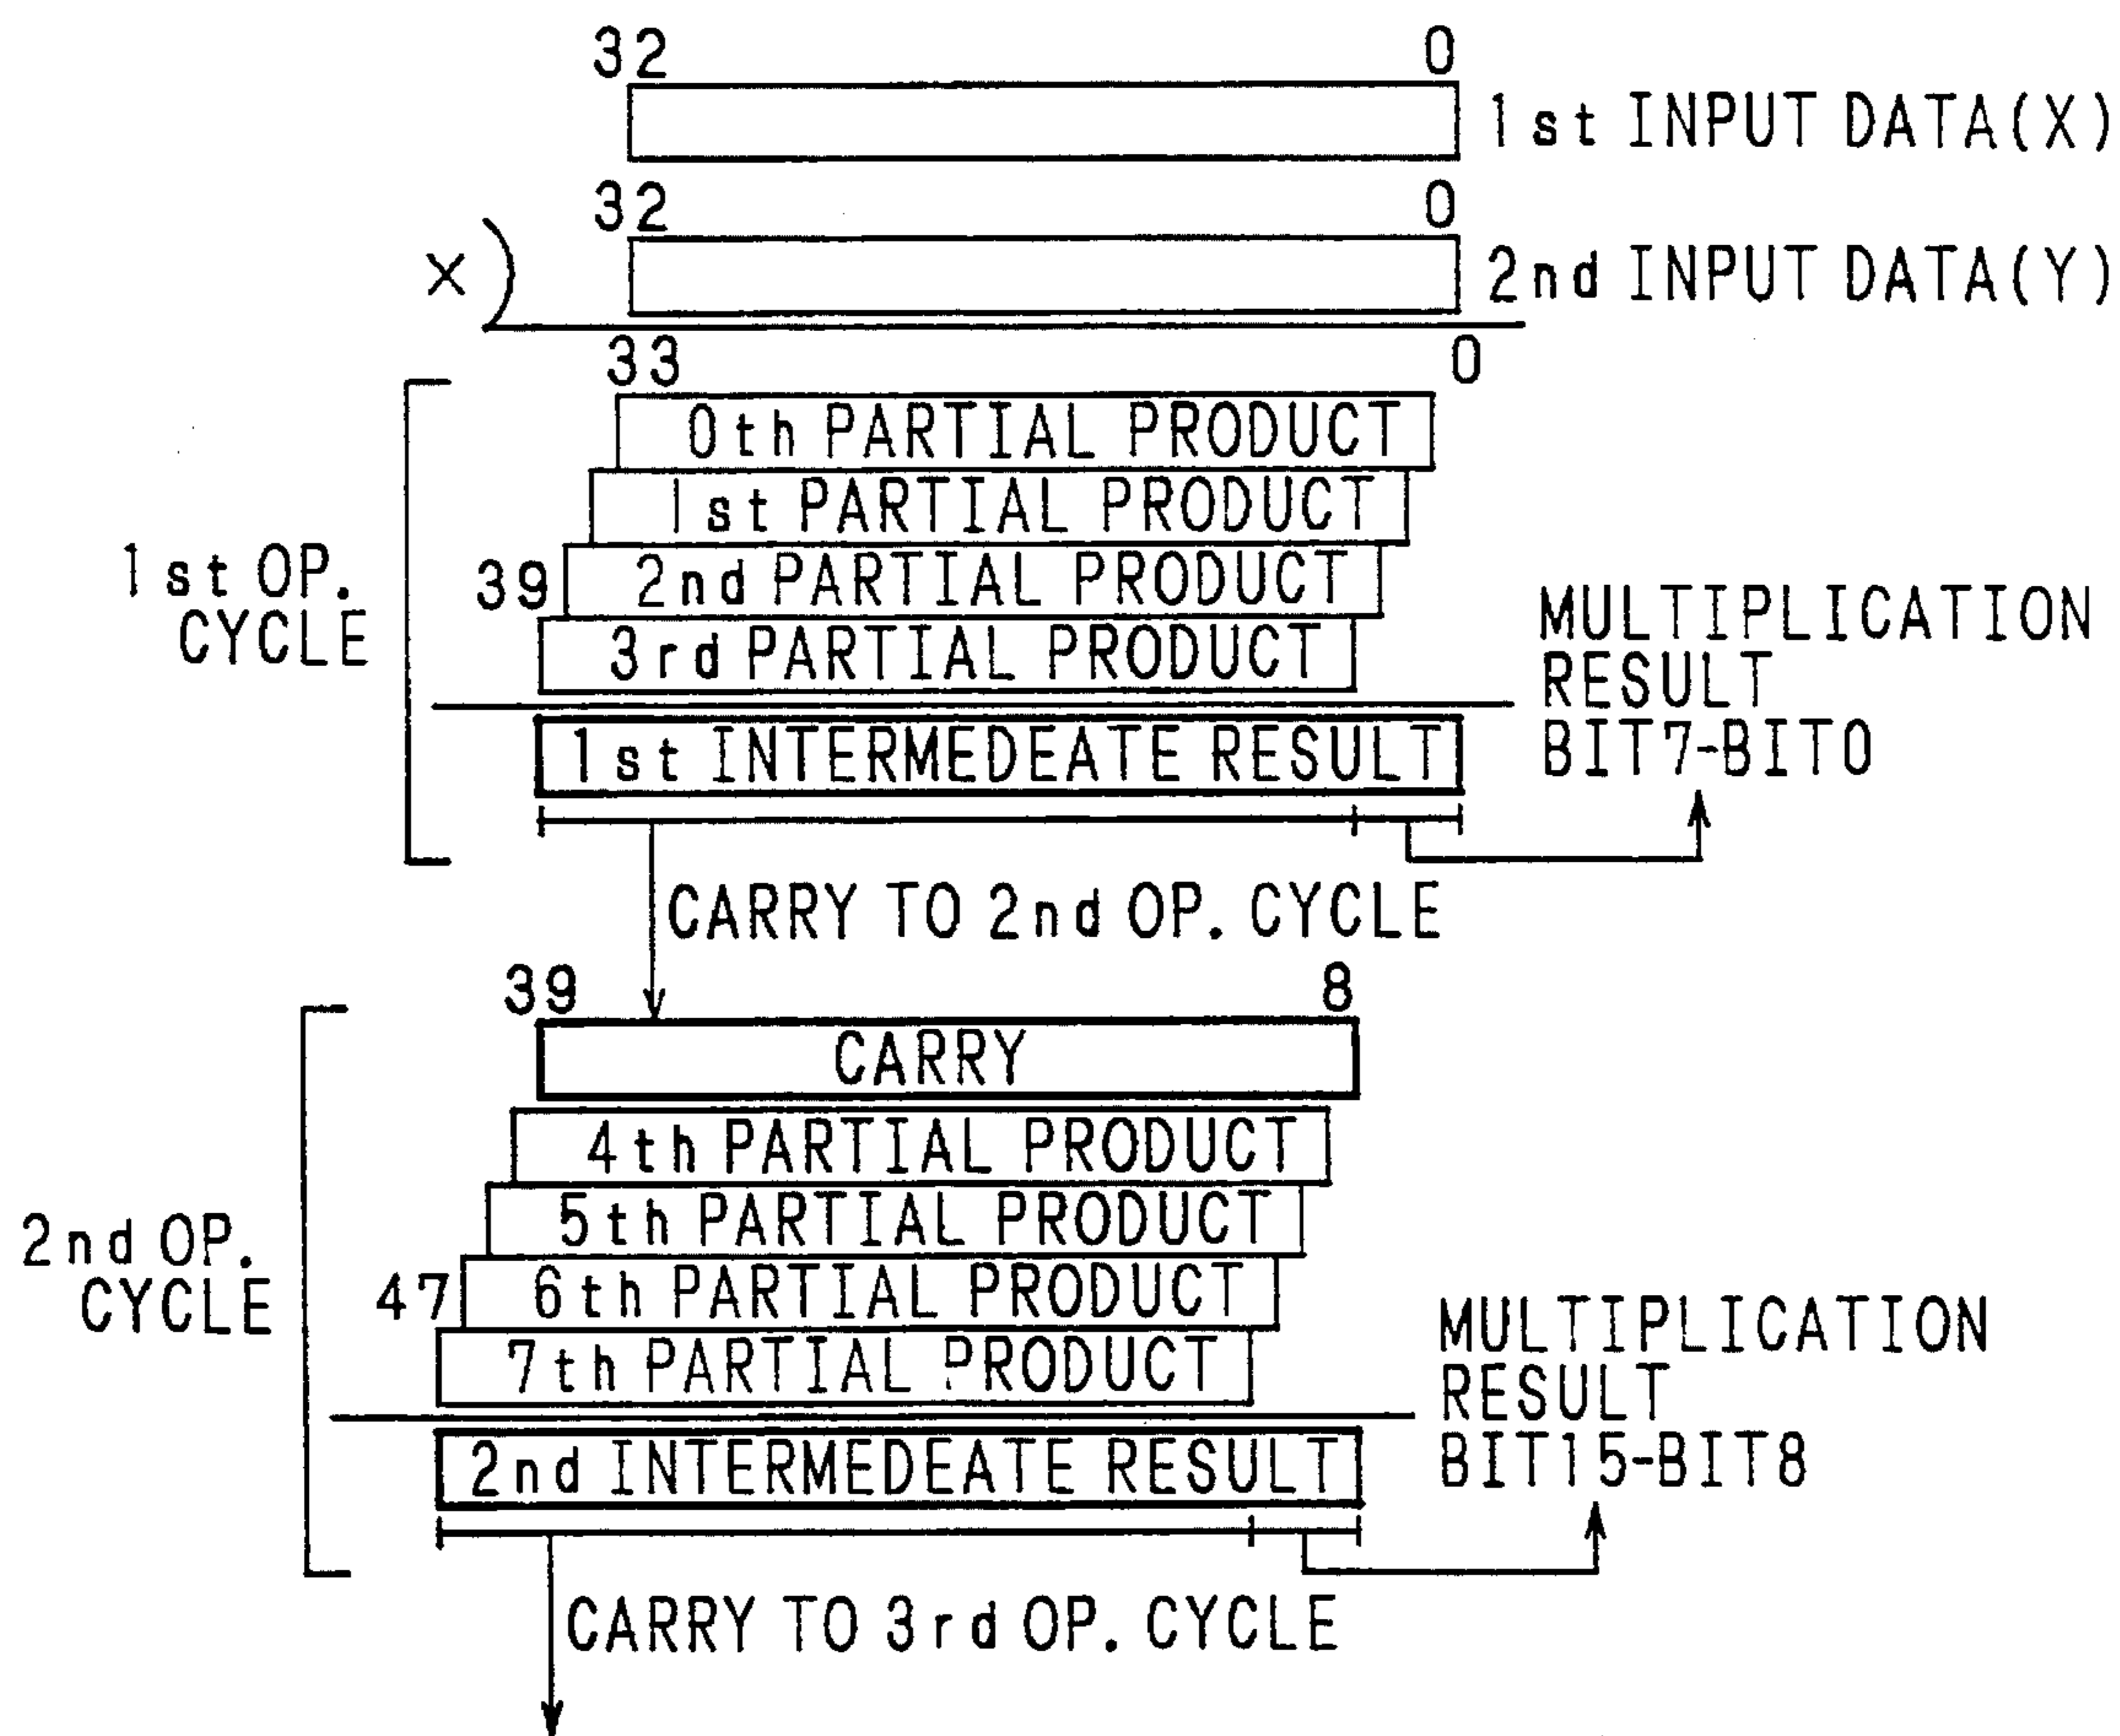 32 0
1st INPUT DATA(X)
32 0
×) 2nd INPUT DATA(Y)
33 0
0th PARTIAL PRODUCT
1st PARTIAL PRODUCT
39 2nd PARTIAL PRODUCT
3rd PARTIAL PRODUCT
1st OP.
CYCLE
1st INTERMEDEATE RESULT
MULTIPLICATION
RESULT
BIT7-BIT0
CARRY TO 2nd OP. CYCLE
39 8
CARRY
4th PARTIAL PRODUCT
5th PARTIAL PRODUCT
47 6th PARTIAL PRODUCT
7th PARTIAL PRODUCT
2nd OP.
CYCLE
2nd INTERMEDEATE RESULT
MULTIPLICATION
RESULT
BIT15-BIT8
CARRY TO 3rd OP. CYCLE